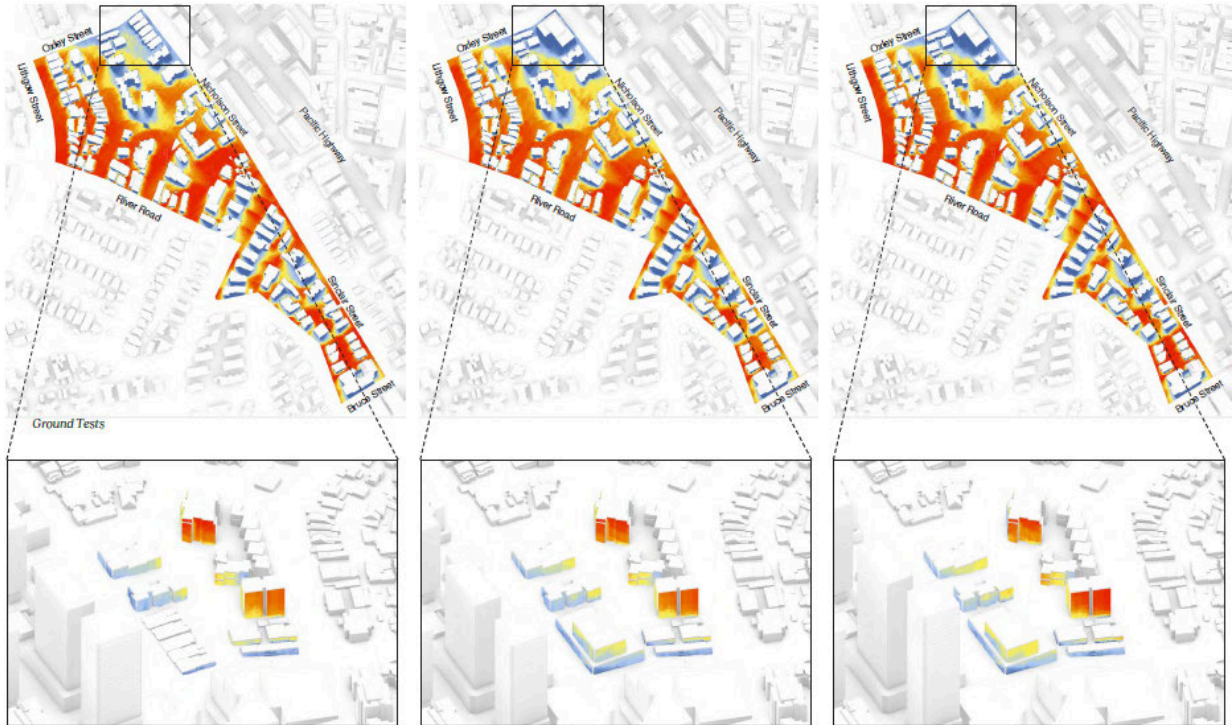 Oxley Street
Lithgow Street
Nicholson Street
Pacific Highway
River Road
Sinclair Street
Bruce Street
Oxley Street
Lithgow Street
Nicholson Street
Pacific Highway
River Road
Sinclair Street
Bruce Street
Oxley Street
Lithgow Street
Nicholson Street
Pacific Highway
River Road
Sinclair Street
Bruce Street
Ground Tests